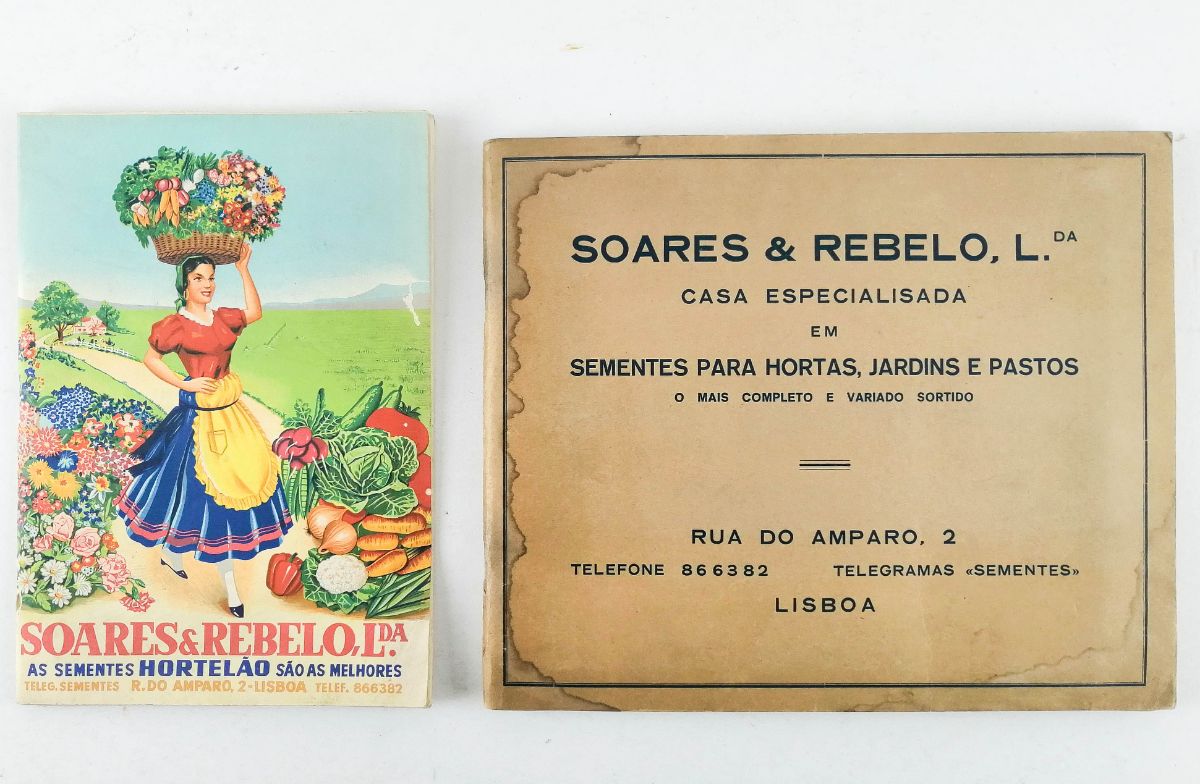 SOARES & REBELO, L.DA
AS SEMENTES HORTELÃO SÃO AS MELHORES
TELEG. SEMENTES R. DO AMPARO, 2-LISBOA TELEF. 866382
SOARES & REBELO, L.DA
CASA ESPECIALISADA
EM
SEMENTES PARA HORTAS, JARDINS E PASTOS
O MAIS COMPLETO E VARIADO SORTIDO
RUA DO AMPARO, 2
TELEFONE 866382 TELEGRAMAS «SEMENTES»
LISBOA